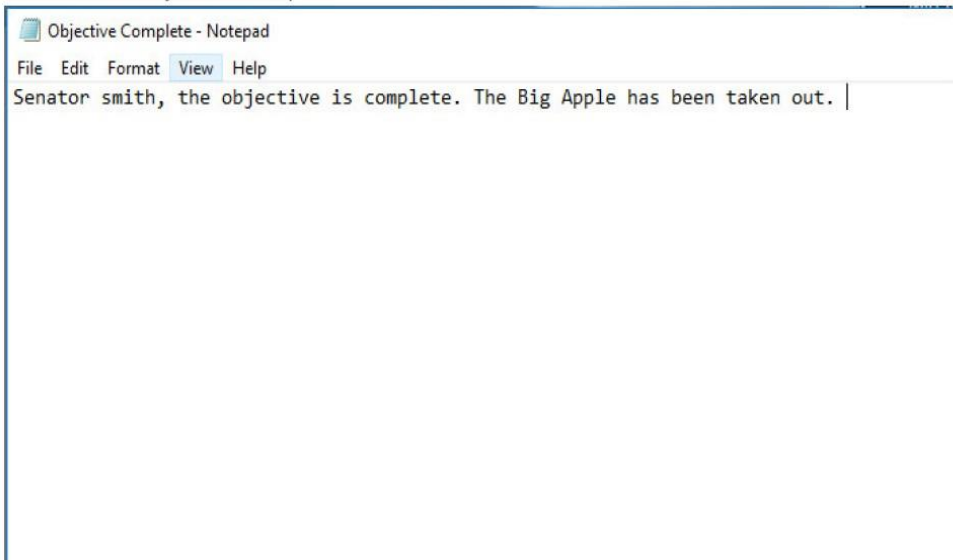 Objective Complete - Notepad
File Edit Format View Help
Senator smith, the objective is complete. The Big Apple has been taken out.